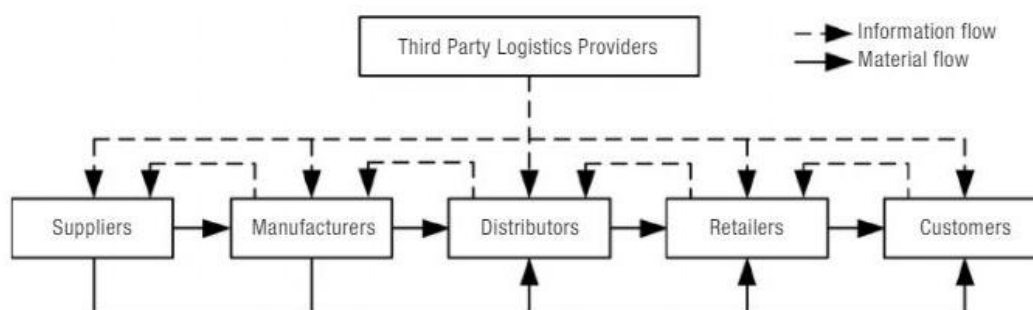 Third Party Logistics Providers
Information flow
Material flow
Suppliers
Manufacturers
Distributors
Retailers
Customers